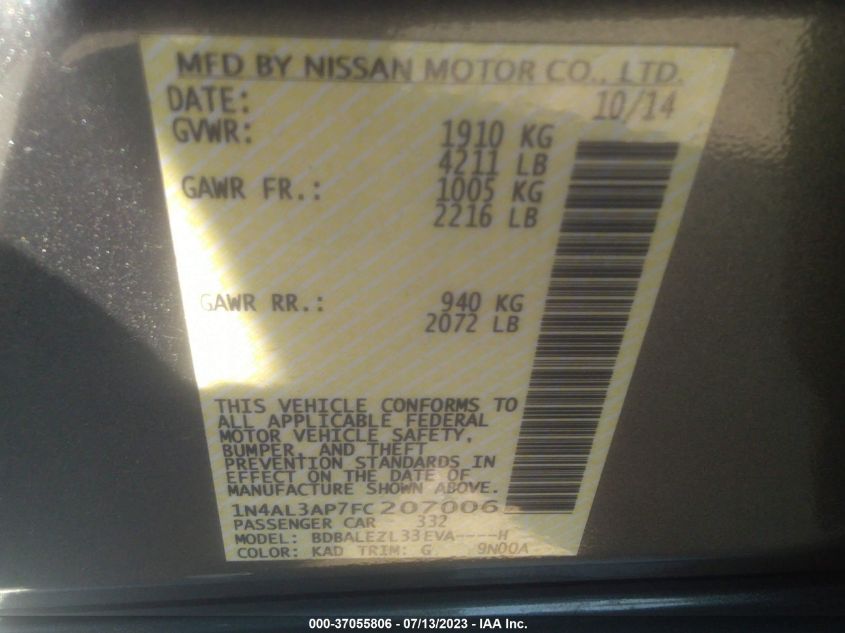 MFD BY NISSAN MOTOR CO., LTD.
DATE: 10/14
GVWR: 1910 KG
4211 LB
GAWR FR.: 1005 KG
2216 LB
GAWR RR.: 940 KG
2072 LB
THIS VEHICLE CONFORMS TO
ALL APPLICABLE FEDERAL
MOTOR VEHICLE SAFETY,
BUMPER, AND THEFT
PREVENTION STANDARDS IN
EFFECT ON THE DATE OF
MANUFACTURE SHOWN ABOVE.
1N4AL3AP7FC207006
PASSENGER CAR 332
MODEL: BDBALEZL33EVA----H
COLOR: KAD TRIM: G 9N00A
000-37055806 - 07/13/2023 - IAA Inc.